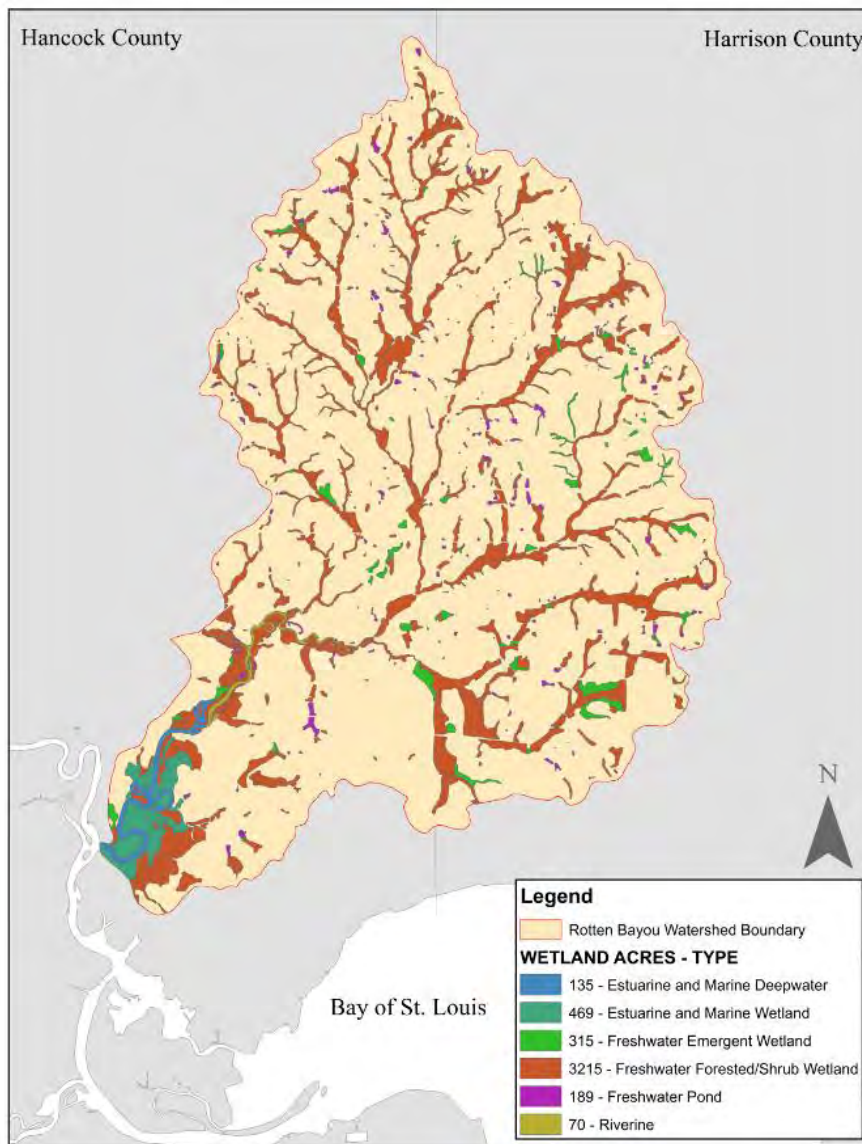 Hancock County
Harrison County
N
Bay of St. Louis
Legend
Rotten Bayou Watershed Boundary
WETLAND ACRES - TYPE
135 - Estuarine and Marine Deepwater
469 - Estuarine and Marine Wetland
315 - Freshwater Emergent Wetland
3215 - Freshwater Forested/Shrub Wetland
189 - Freshwater Pond
70 - Riverine